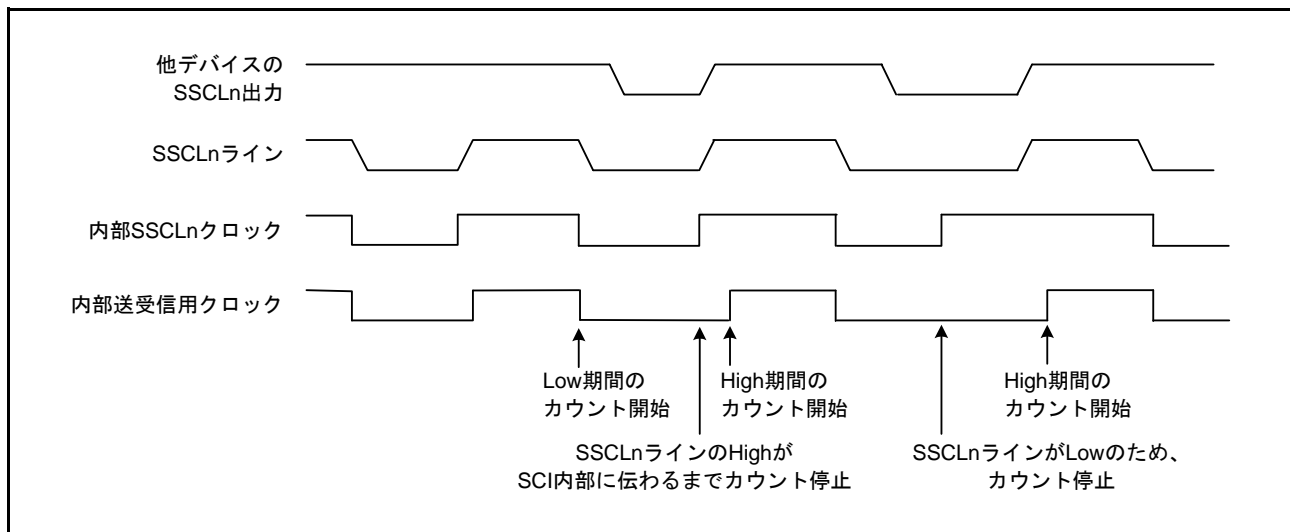 他デバイスの
SSCLn出力
SSCLnライン
内部SSCLnクロック
内部送受信用クロック
Low期間の
カウント開始
High期間の
カウント開始
High期間の
カウント開始
SSCLnラインのHighが
SCI内部に伝わるまでカウント停止
SSCLnラインがLowのため、
カウント停止